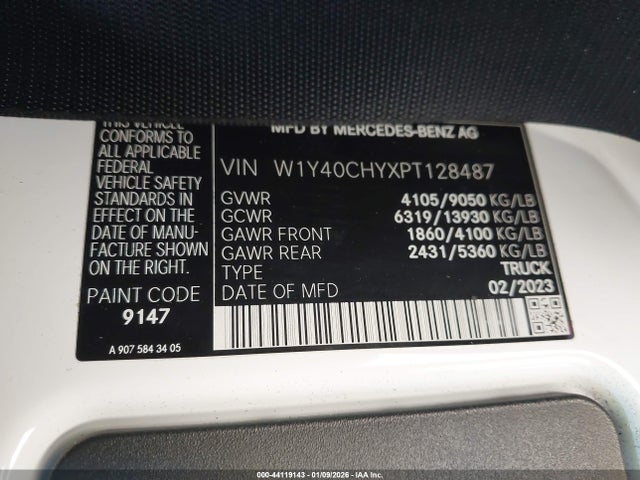 THIS VEHICLE
CONFORMS TO
ALL APPLICABLE
FEDERAL
VEHICLE SAFETY
STANDARDS IN
EFFECT ON THE
DATE OF MANU-
FACTURE SHOWN
ON THE RIGHT.
PAINT CODE
9147
A 907 584 34 05
MFD BY MERCEDES-BENZ AG
VIN W1Y40CHYXPT128487
GVWR 4105/9050 KG/LB
GCWR 6319/13930 KG/LB
GAWR FRONT 1860/4100 KG/LB
GAWR REAR 2431/5360 KG/LB
TYPE TRUCK
DATE OF MFD 02/2023
000-44119143 - 01/09/2026 - IAA Inc.